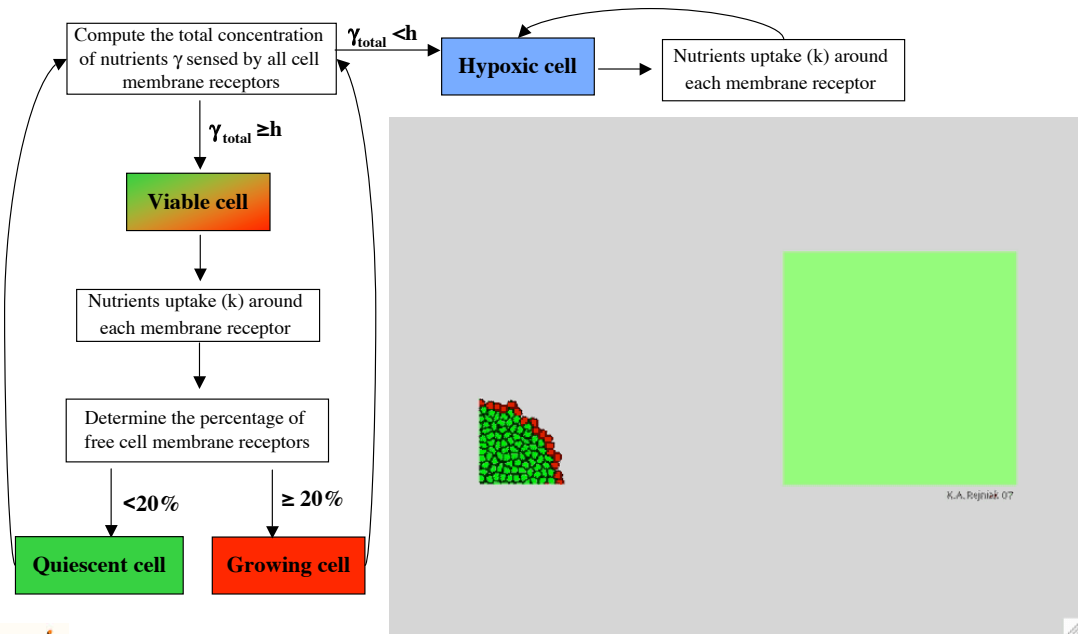 Compute the total concentration
of nutrients γ sensed by all cell
membrane receptors
γtotal <h
Hypoxic cell
Nutrients uptake (k) around
each membrane receptor
γtotal ≥h
Viable cell
Nutrients uptake (k) around
each membrane receptor
Determine the percentage of
free cell membrane receptors
<20%
≥ 20%
Quiescent cell
Growing cell
K.A. Rejniak 07